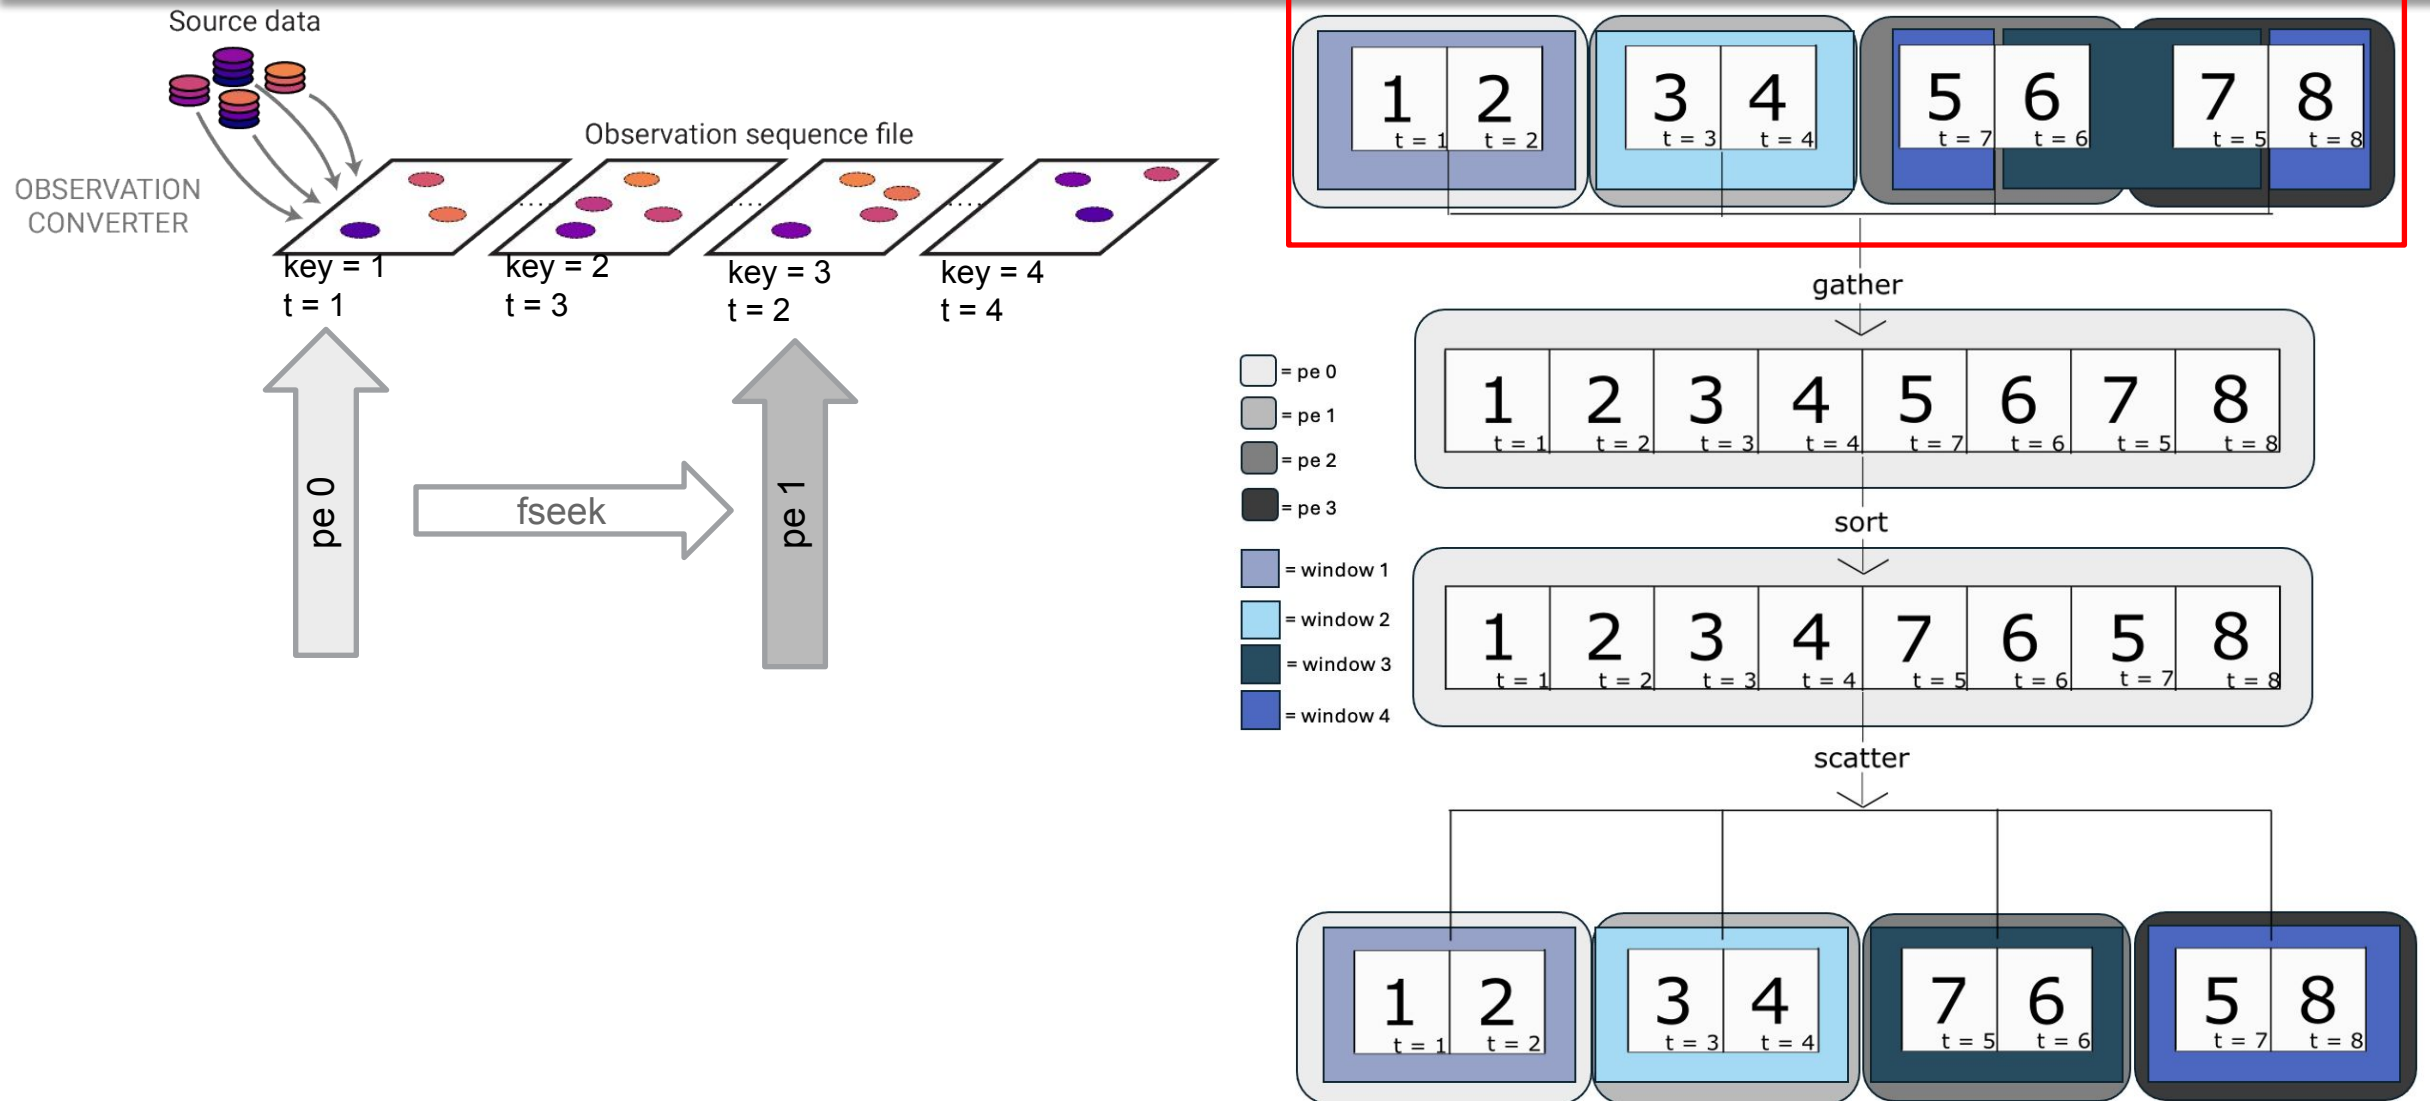 Source data
OBSERVATION
CONVERTER
Observation sequence file
key = 1
t = 1
key = 2
t = 3
key = 3
t = 2
key = 4
t = 4
pe 0
fseek
pe 1
1 2 3 4 5 6 7 8
t = 1 t = 2 t = 3 t = 4 t = 7 t = 6 t = 5 t = 8
gather
= pe 0
= pe 1
= pe 2
= pe 3
= window 1
= window 2
= window 3
= window 4
1 2 3 4 5 6 7 8
t = 1 t = 2 t = 3 t = 4 t = 7 t = 6 t = 5 t = 8
sort
1 2 3 4 7 6 5 8
t = 1 t = 2 t = 3 t = 4 t = 5 t = 6 t = 7 t = 8
scatter
1 2 3 4 7 6 5 8
t = 1 t = 2 t = 3 t = 4 t = 5 t = 6 t = 7 t = 8